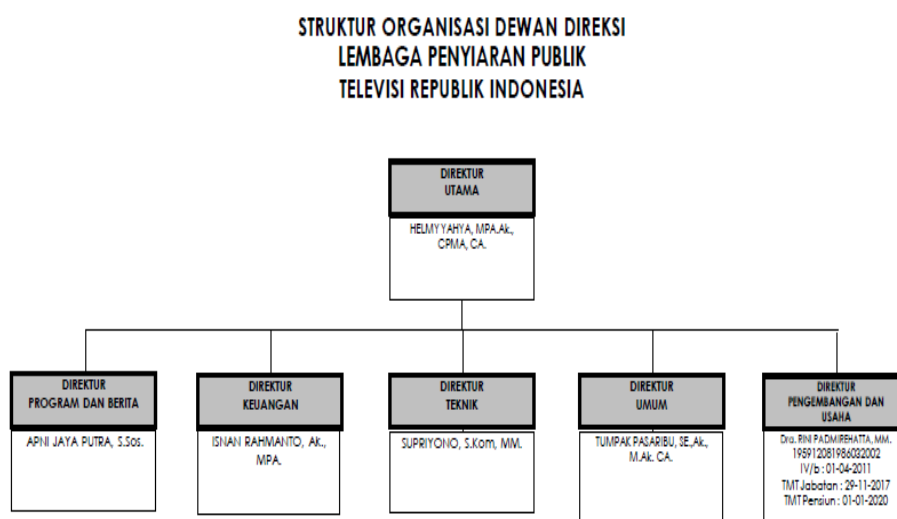 STRUKTUR ORGANISASI DEWAN DIREKSI
LEMBAGA PENYIARAN PUBLIK
TELEVISI REPUBLIK INDONESIA
DIREKTUR
UTAMA
HELMY YAHYA, MPA.Ak.,
CPMA, CA.
DIREKTUR
PROGRAM DAN BERITA
APNI JAYA PUTRA, S.Sos.
DIREKTUR
KEUANGAN
ISNAN RAHMANTO, Ak.,
MPA.
DIREKTUR
TEKNIK
SUPRIYONO, S.Kom, MM.
DIREKTUR
UMUM
TUMPAK PASARIBU, SE.,Ak.,
M.Ak. CA.
DIREKTUR
PENGEMBANGAN DAN
USAHA
Dra. RINI PADMIREHATTA, MM.
195912081986032002
IV/b : 01-04-2011
TMT Jabatan : 29-11-2017
TMT Pensiun : 01-01-2020